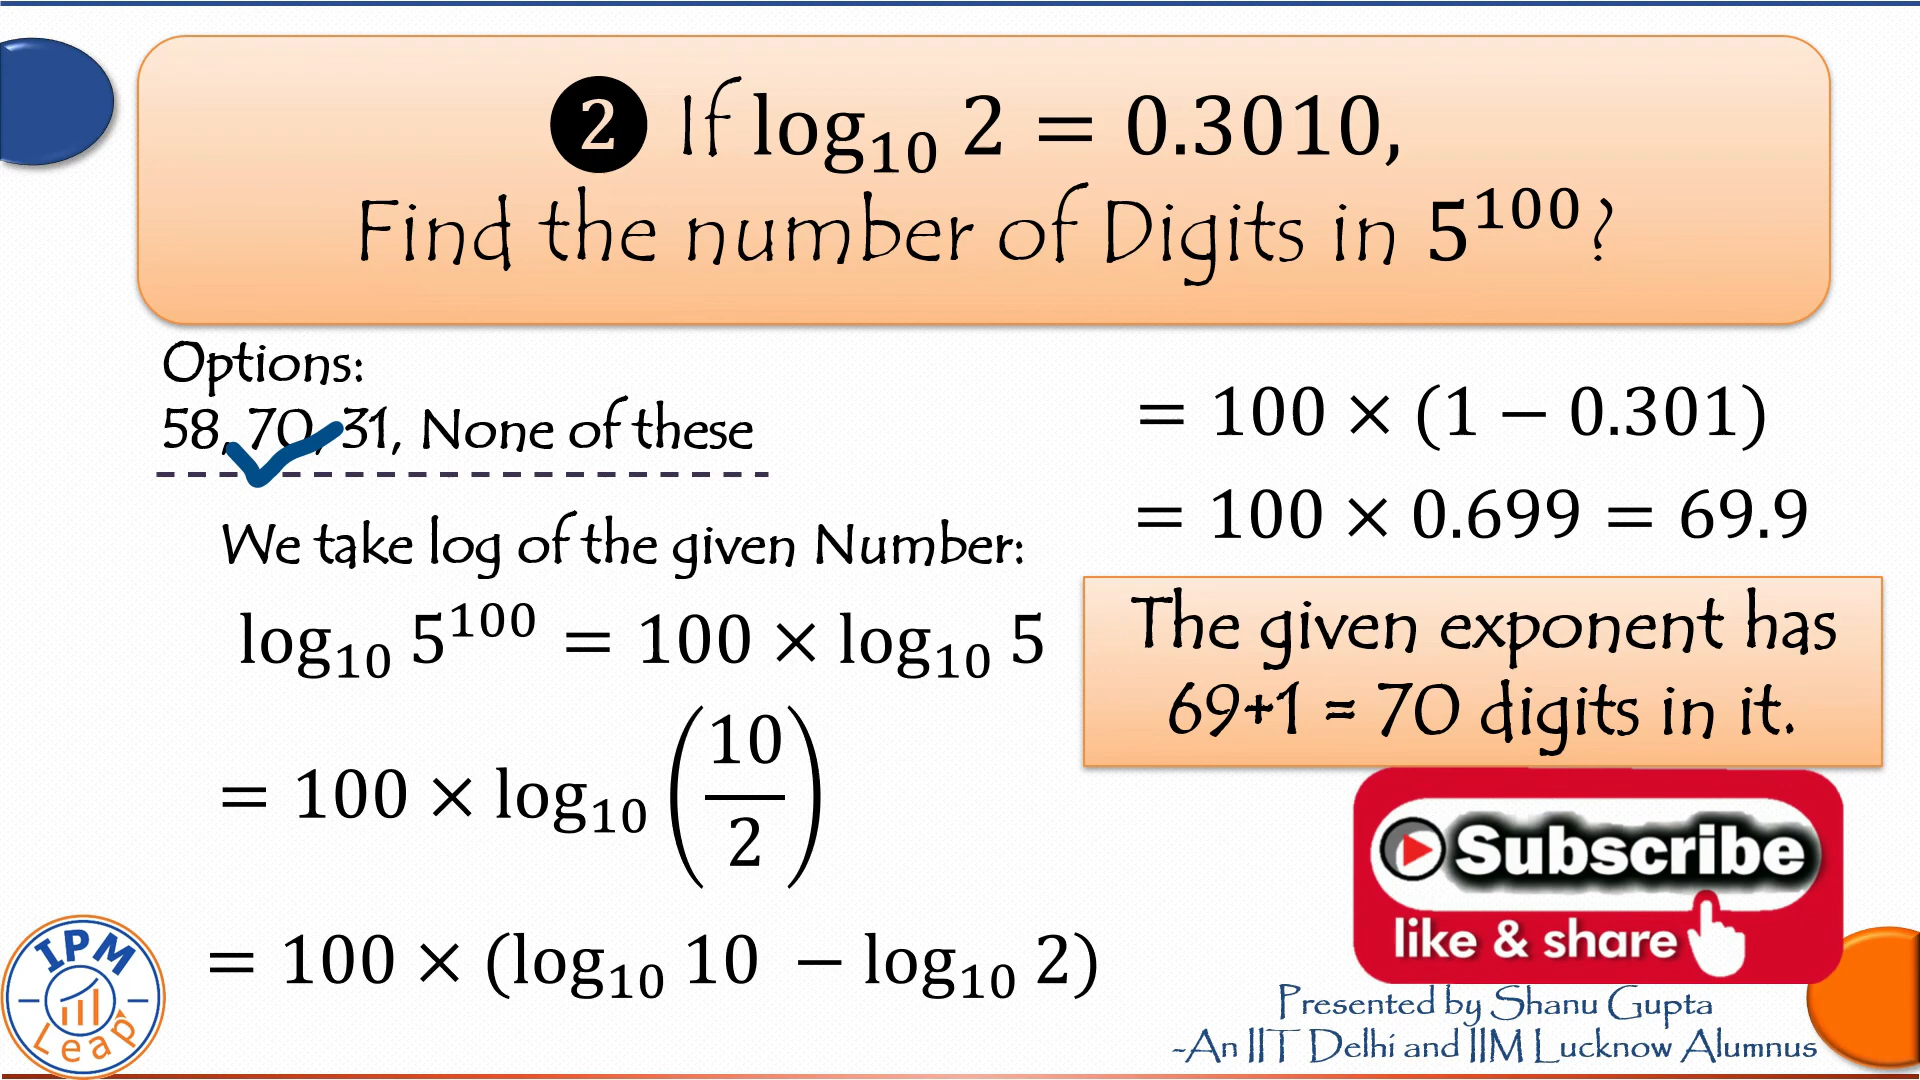 ❷ If log₁₀ 2 = 0.3010,
Find the number of Digits in 5¹⁰⁰?
Options:
58, 70, 31, None of these
We take log of the given Number:
log₁₀ 5¹⁰⁰ = 100 × log₁₀ 5
= 100 × log₁₀ (10/2)
= 100 × (log₁₀ 10 − log₁₀ 2)
= 100 × (1 − 0.301)
= 100 × 0.699 = 69.9
The given exponent has
69+1 = 70 digits in it.
Subscribe
like & share
Presented by Shanu Gupta
-An IIT Delhi and IIM Lucknow Alumnus
IPM
Leap